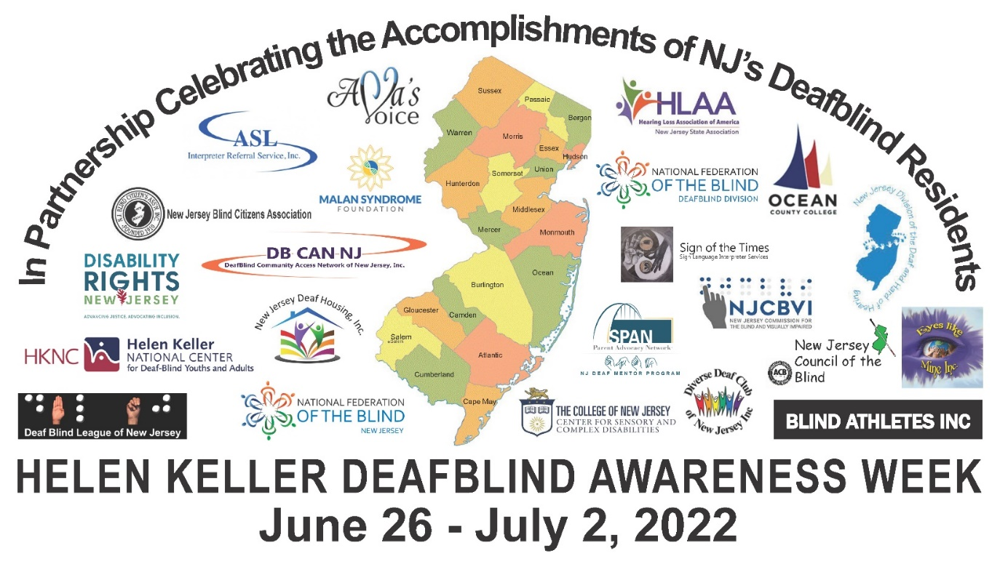 In Partnership Celebrating the Accomplishments of NJ's Deafblind Residents
Ava's
Voice
ASL
Interpreter Referral Service, Inc.
MALAN SYNDROME
FOUNDATION
N.J. BLIND CITIZENS ASS'N INC.
FOUNDED 1910
New Jersey Blind Citizens Association
DB CAN NJ
DeafBlind Community Access Network of New Jersey, Inc.
DISABILITY
RIGHTS
NEW JERSEY
ADVANCING JUSTICE. ADVOCATING INCLUSION.
New Jersey Deaf Housing, Inc.
HKNC
Helen Keller
NATIONAL CENTER
for Deaf-Blind Youths and Adults
Deaf Blind League of New Jersey
NATIONAL FEDERATION
OF THE BLIND
NEW JERSEY
Sussex
Passaic
Bergen
Warren
Morris
Essex
Hudson
Union
Somerset
Hunterdon
Middlesex
Mercer
Monmouth
Ocean
Burlington
Gloucester
Camden
Salem
Salem
Atlantic
Cumberland
Cape May
HLAA
Hearing Loss Association of America
New Jersey State Association
NATIONAL FEDERATION
OF THE BLIND
DEAFBLIND DIVISION
OCEAN
COUNTY COLLEGE
New Jersey Division of the Deaf and Hard of Hearing
Sign of the Times
Sign Language Interpreter Services
NJCBVI
NEW JERSEY COMMISSION FOR
THE BLIND AND VISUALLY IMPAIRED
SPAN
Parent Advocacy Network
NJ DEAF MENTOR PROGRAM
New Jersey
Council of the
Blind
ACB
Eyes like
Mine Inc.
THE COLLEGE OF NEW JERSEY
CENTER FOR SENSORY AND
COMPLEX DISABILITIES
Diverse Deaf Club
of New Jersey Inc
BLIND ATHLETES INC
HELEN KELLER DEAFBLIND AWARENESS WEEK
June 26 - July 2, 2022